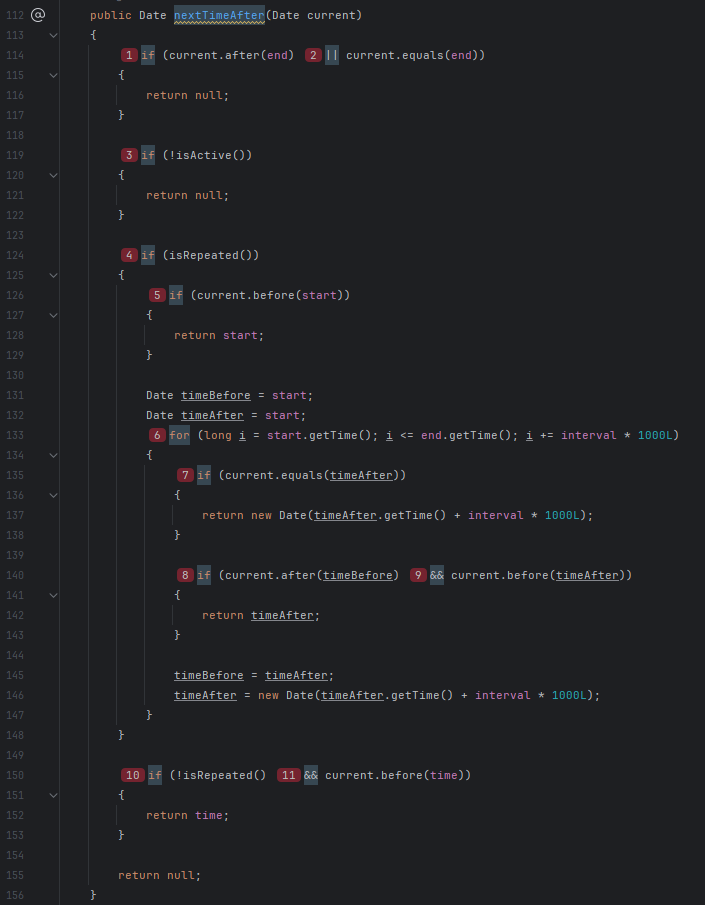 112 @ public Date nextTimeAfter(Date current)
113 {
114 1 if (current.after(end) 2 || current.equals(end))
115 {
116 return null;
117 }
118
119 3 if (!isActive())
120 {
121 return null;
122 }
123
124 4 if (isRepeated())
125 {
126 5 if (current.before(start))
127 {
128 return start;
129 }
130
131 Date timeBefore = start;
132 Date timeAfter = start;
133 6 for (long i = start.getTime(); i <= end.getTime(); i += interval * 1000L)
134 {
135 7 if (current.equals(timeAfter))
136 {
137 return new Date(timeAfter.getTime() + interval * 1000L);
138 }
139
140 8 if (current.after(timeBefore) 9 && current.before(timeAfter))
141 {
142 return timeAfter;
143 }
144
145 timeBefore = timeAfter;
146 timeAfter = new Date(timeAfter.getTime() + interval * 1000L);
147 }
148 }
149
150 10 if (!isRepeated() 11 && current.before(time))
151 {
152 return time;
153 }
154
155 return null;
156 }